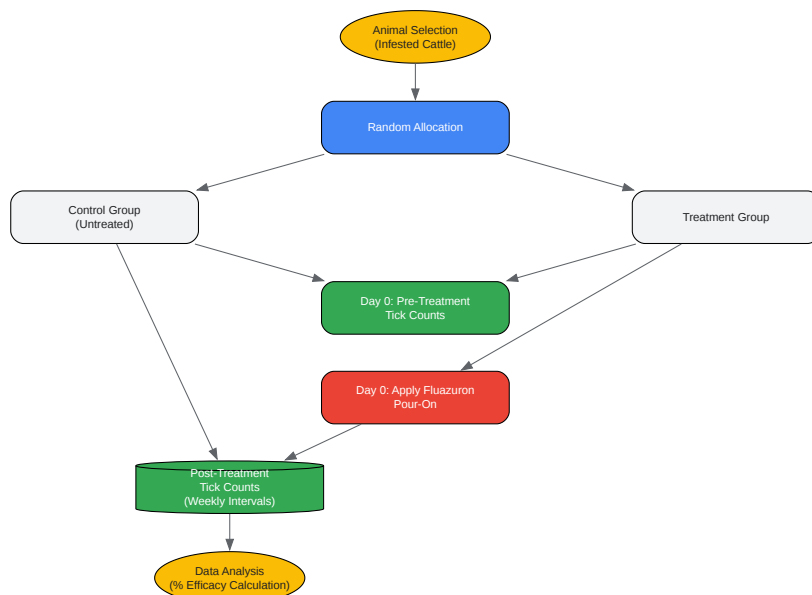 Animal Selection
(Infested Cattle)
Random Allocation
Control Group
(Untreated)
Treatment Group
Day 0: Pre-Treatment
Tick Counts
Day 0: Apply Fluazuron
Pour-On
Post-Treatment
Tick Counts
(Weekly Intervals)
Data Analysis
(% Efficacy Calculation)